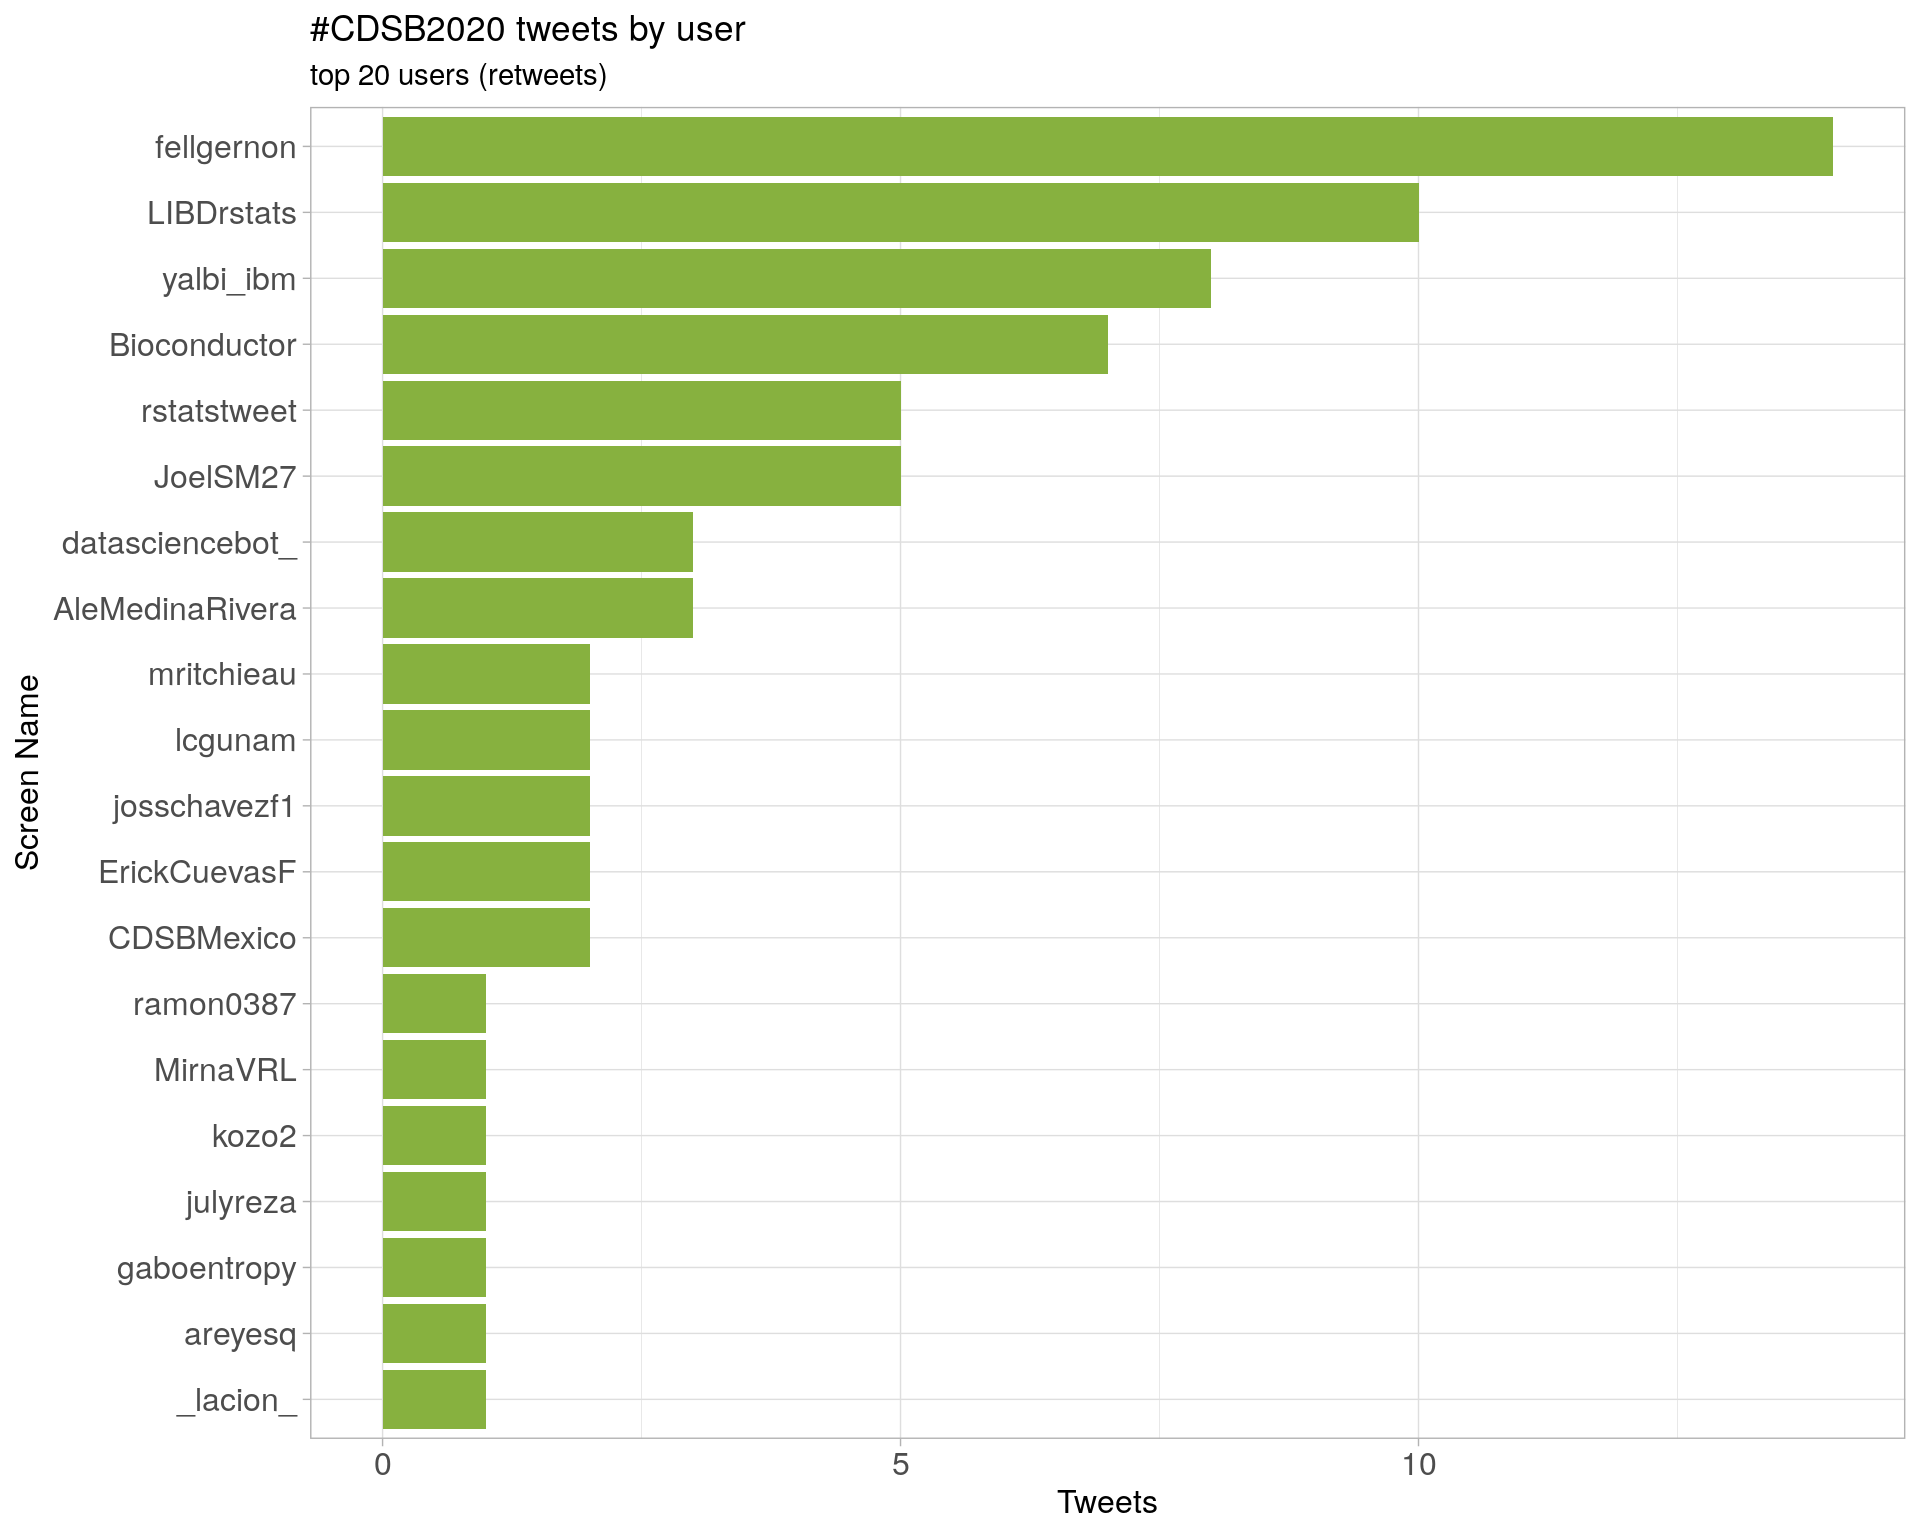 #CDSB2020 tweets by user
top 20 users (retweets)
fellgernon
LIBDrstats
yalbi_ibm
Bioconductor
rstatstweet
JoelSM27
datasciencebot_
AleMedinaRivera
mritchieau
lcgunam
josschavezf1
ErickCuevasF
CDSBMexico
ramon0387
MirnaVRL
kozo2
julyreza
gaboentropy
areyesq
_lacion_
Screen Name
0 5 10
Tweets